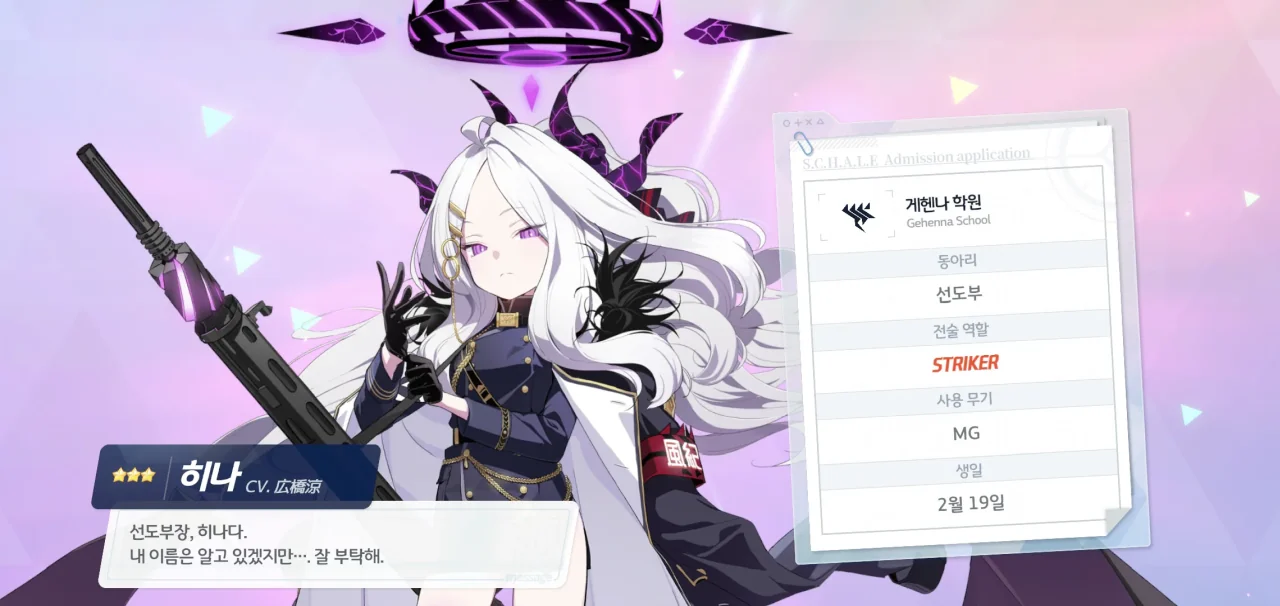 S.C.H.A.L.E Admission application
게헨나 학원
Gehenna School
동아리
선도부
전술 역할
STRIKER
사용 무기
MG
생일
2월 19일
風紀
히나 CV. 広橋涼
선도부장, 히나다.
내 이름은 알고 있겠지만…. 잘 부탁해.